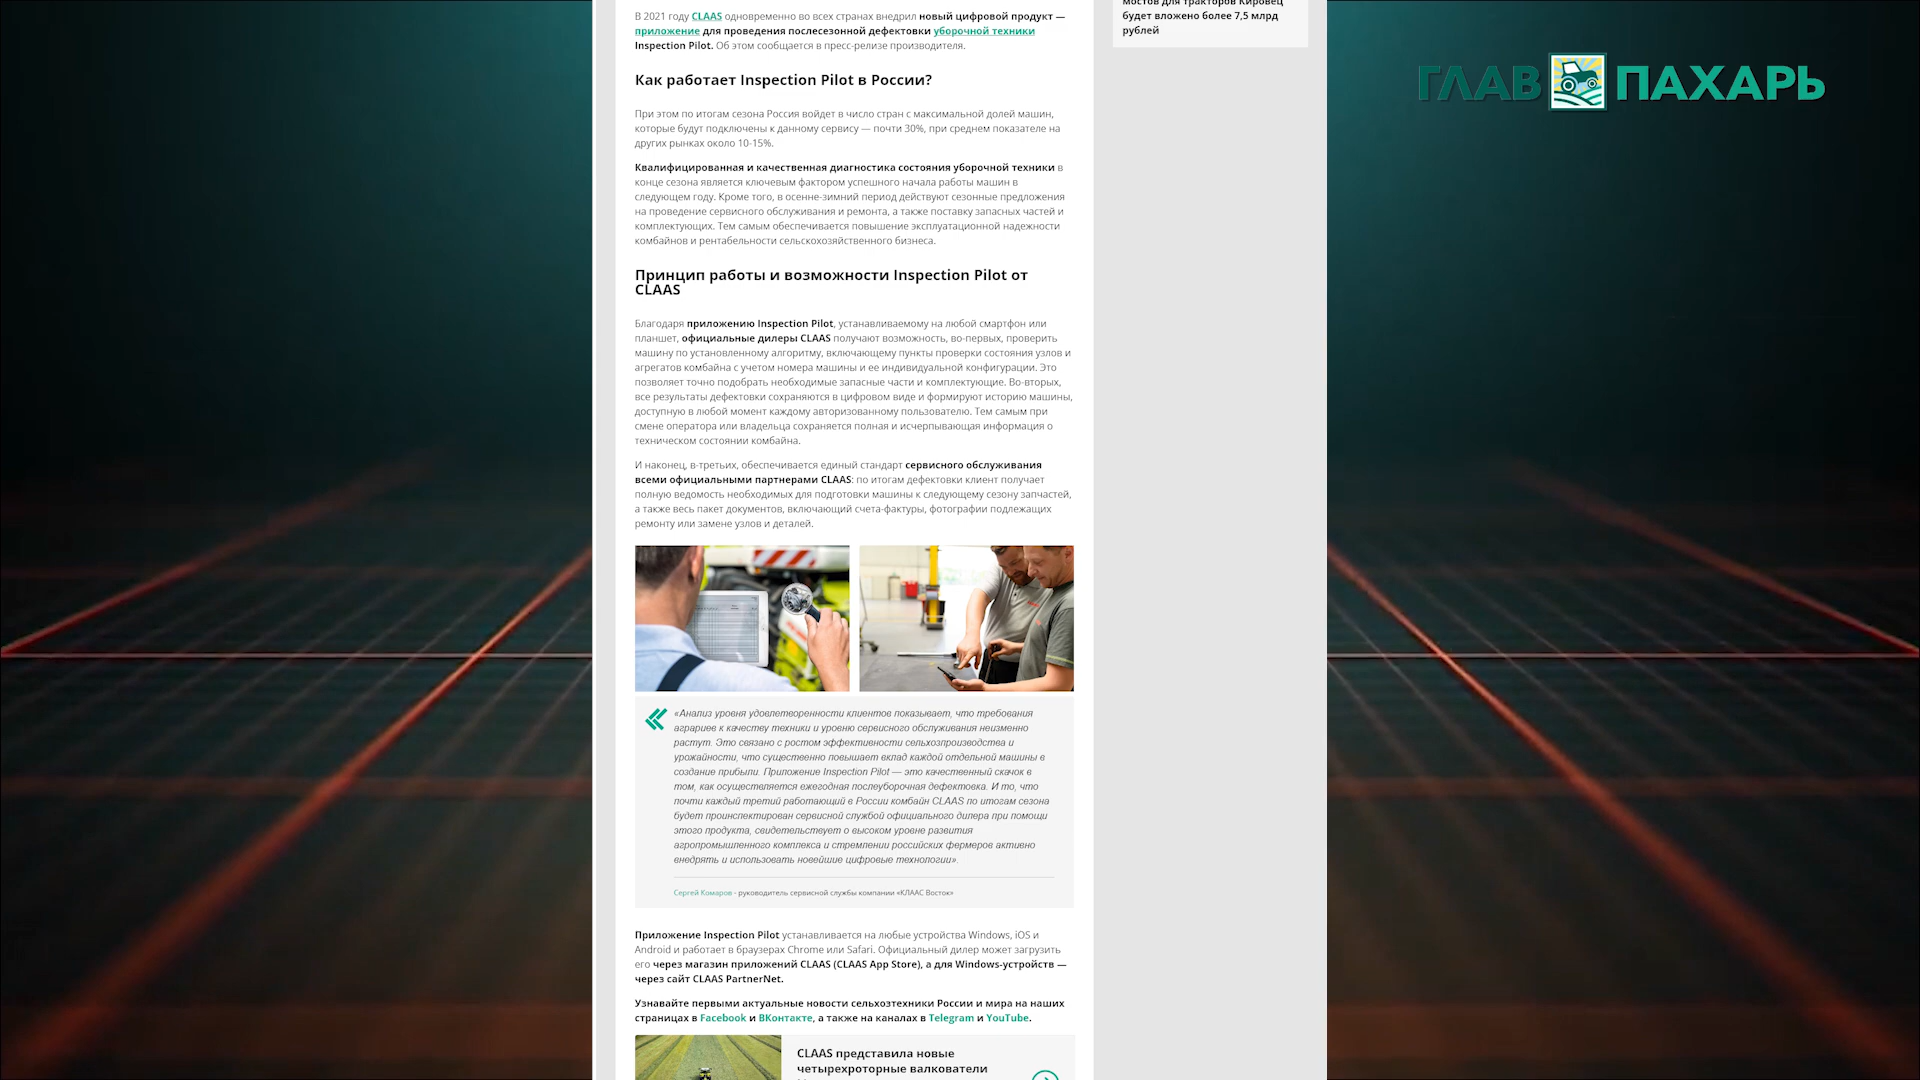 мостов для тракторов Кировец
будет вложено более 7,5 млрд
рублей
ГЛАВ ПАХАРЬ
В 2021 году CLAAS одновременно во всех странах внедрил новый цифровой продукт —
приложение для проведения послесезонной дефектовки уборочной техники
Inspection Pilot. Об этом сообщается в пресс-релизе производителя.
Как работает Inspection Pilot в России?
При этом по итогам сезона Россия войдет в число стран с максимальной долей машин,
которые будут подключены к данному сервису — почти 30%, при среднем показателе на
других рынках около 10-15%.
Квалифицированная и качественная диагностика состояния уборочной техники в
конце сезона является ключевым фактором успешного начала работы машин в
следующем году. Кроме того, в осенне-зимний период действуют сезонные предложения
на проведение сервисного обслуживания и ремонта, а также поставку запасных частей и
комплектующих. Тем самым обеспечивается повышение эксплуатационной надежности
комбайнов и рентабельности сельскохозяйственного бизнеса.
Принцип работы и возможности Inspection Pilot от
CLAAS
Благодаря приложению Inspection Pilot, устанавливаемому на любой смартфон или
планшет, официальные дилеры CLAAS получают возможность, во-первых, проверить
машину по установленному алгоритму, включающему пункты проверки состояния узлов и
агрегатов комбайна с учетом номера машины и ее индивидуальной конфигурации. Это
позволяет точно подобрать необходимые запасные части и комплектующие. Во-вторых,
все результаты дефектовки сохраняются в цифровом виде и формируют историю машины,
доступную в любой момент каждому авторизованному пользователю. Тем самым при
смене оператора или владельца сохраняется полная и исчерпывающая информация о
техническом состоянии комбайна.
И наконец, в-третьих, обеспечивается единый стандарт сервисного обслуживания
всеми официальными партнерами CLAAS: по итогам дефектовки клиент получает
полную ведомость необходимых для подготовки машины к следующему сезону запчастей,
а также весь пакет документов, включающий счета-фактуры, фотографии подлежащих
ремонту или замене узлов и деталей.
«Анализ уровня удовлетворенности клиентов показывает, что требования
аграриев к качеству техники и уровню сервисного обслуживания неизменно
растут. Это связано с ростом эффективности сельхозпроизводства и
урожайности, что существенно повышает вклад каждой отдельной машины в
создание прибыли. Приложение Inspection Pilot — это качественный скачок в
том, как осуществляется ежегодная послеуборочная дефектовка. И то, что
почти каждый третий работающий в России комбайн CLAAS по итогам сезона
будет проинспектирован сервисной службой официального дилера при помощи
этого продукта, свидетельствует о высоком уровне развития
агропромышленного комплекса и стремлении российских фермеров активно
внедрять и использовать новейшие цифровые технологии».
Сергей Комаров - руководитель сервисной службы компании «КЛААС Восток»
Приложение Inspection Pilot устанавливается на любые устройства Windows, iOS и
Android и работает в браузерах Chrome или Safari. Официальный дилер может загрузить
его через магазин приложений CLAAS (CLAAS App Store), а для Windows-устройств —
через сайт CLAAS PartnerNet.
Узнавайте первыми актуальные новости сельхозтехники России и мира на наших
страницах в Facebook и ВКонтакте, а также на каналах в Telegram и YouTube.
CLAAS представила новые
четырехроторные валкователи